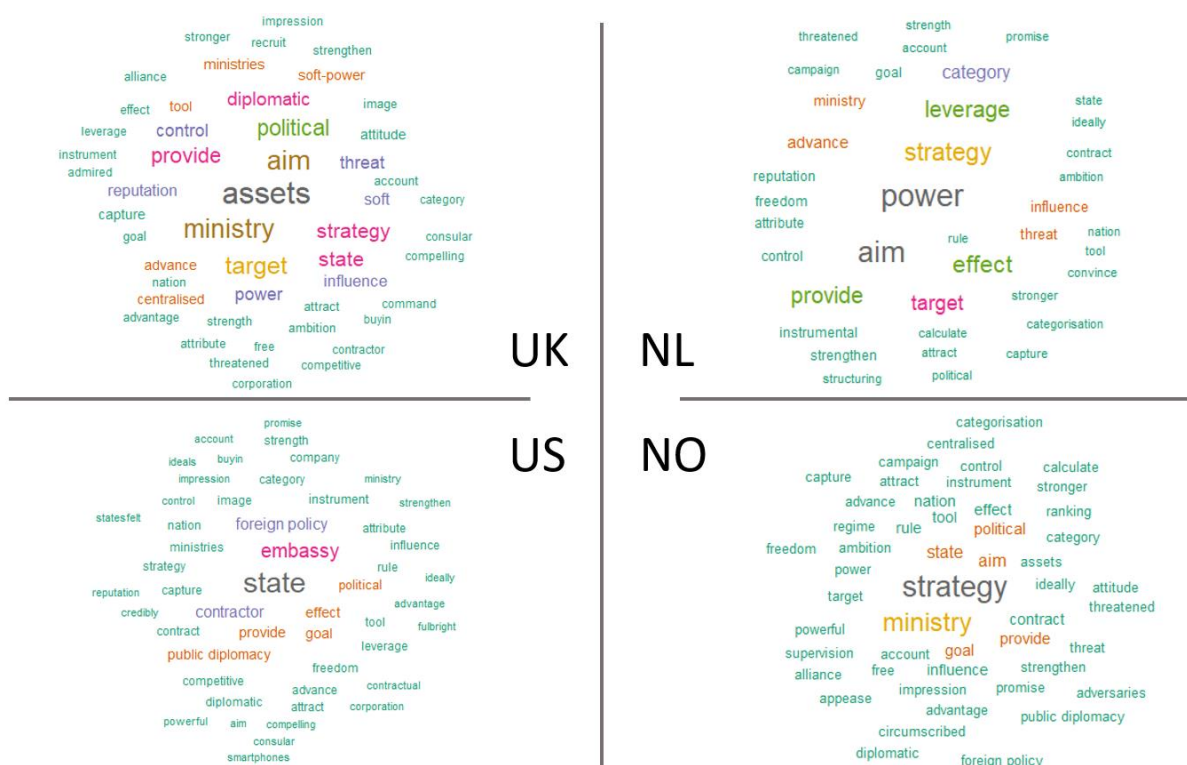 impression
stronger recruit strengthen
ministries soft-power
alliance
diplomatic image
effect tool
leverage control political attitude
instrument provide aim threat
admired account
reputation assets soft category
capture
goal ministry strategy consular
advance target state compelling
nation influence
centralised power
advantage attract command
strength ambition buyin
attribute free contractor
threatened competitive
corporation
UK
strength
threatened account promise
campaign goal category
ministry leverage state
ideally
advance strategy contract
reputation ambition
freedom power influence
attribute threat nation
rule tool
control aim effect convince
provide target stronger
instrumental calculate categorisation
strengthen attract capture
structuring political
NL
promise
account strength
ideals buyin company
impression category ministry
control image instrument strengthen
statesfelt nation foreign policy attribute
ministries embassy influence
strategy rule
reputation capture state political ideally
credibly contractor effect advantage
contract provide goal tool fulbright
leverage
public diplomacy
freedom
competitive advance contractual
diplomatic attract corporation
powerful aim compelling
consular
smartphones
US
categorisation
centralised
campaign control calculate
capture attract instrument stronger
advance nation effect ranking
regime rule tool political category
freedom ambition state aim assets
power strategy ideally attitude
target threatened
powerful ministry contract
supervision goal provide threat
account influence strengthen
alliance free
appease impression promise adversaries
advantage public diplomacy
circumscribed
diplomatic foreign policy
NO